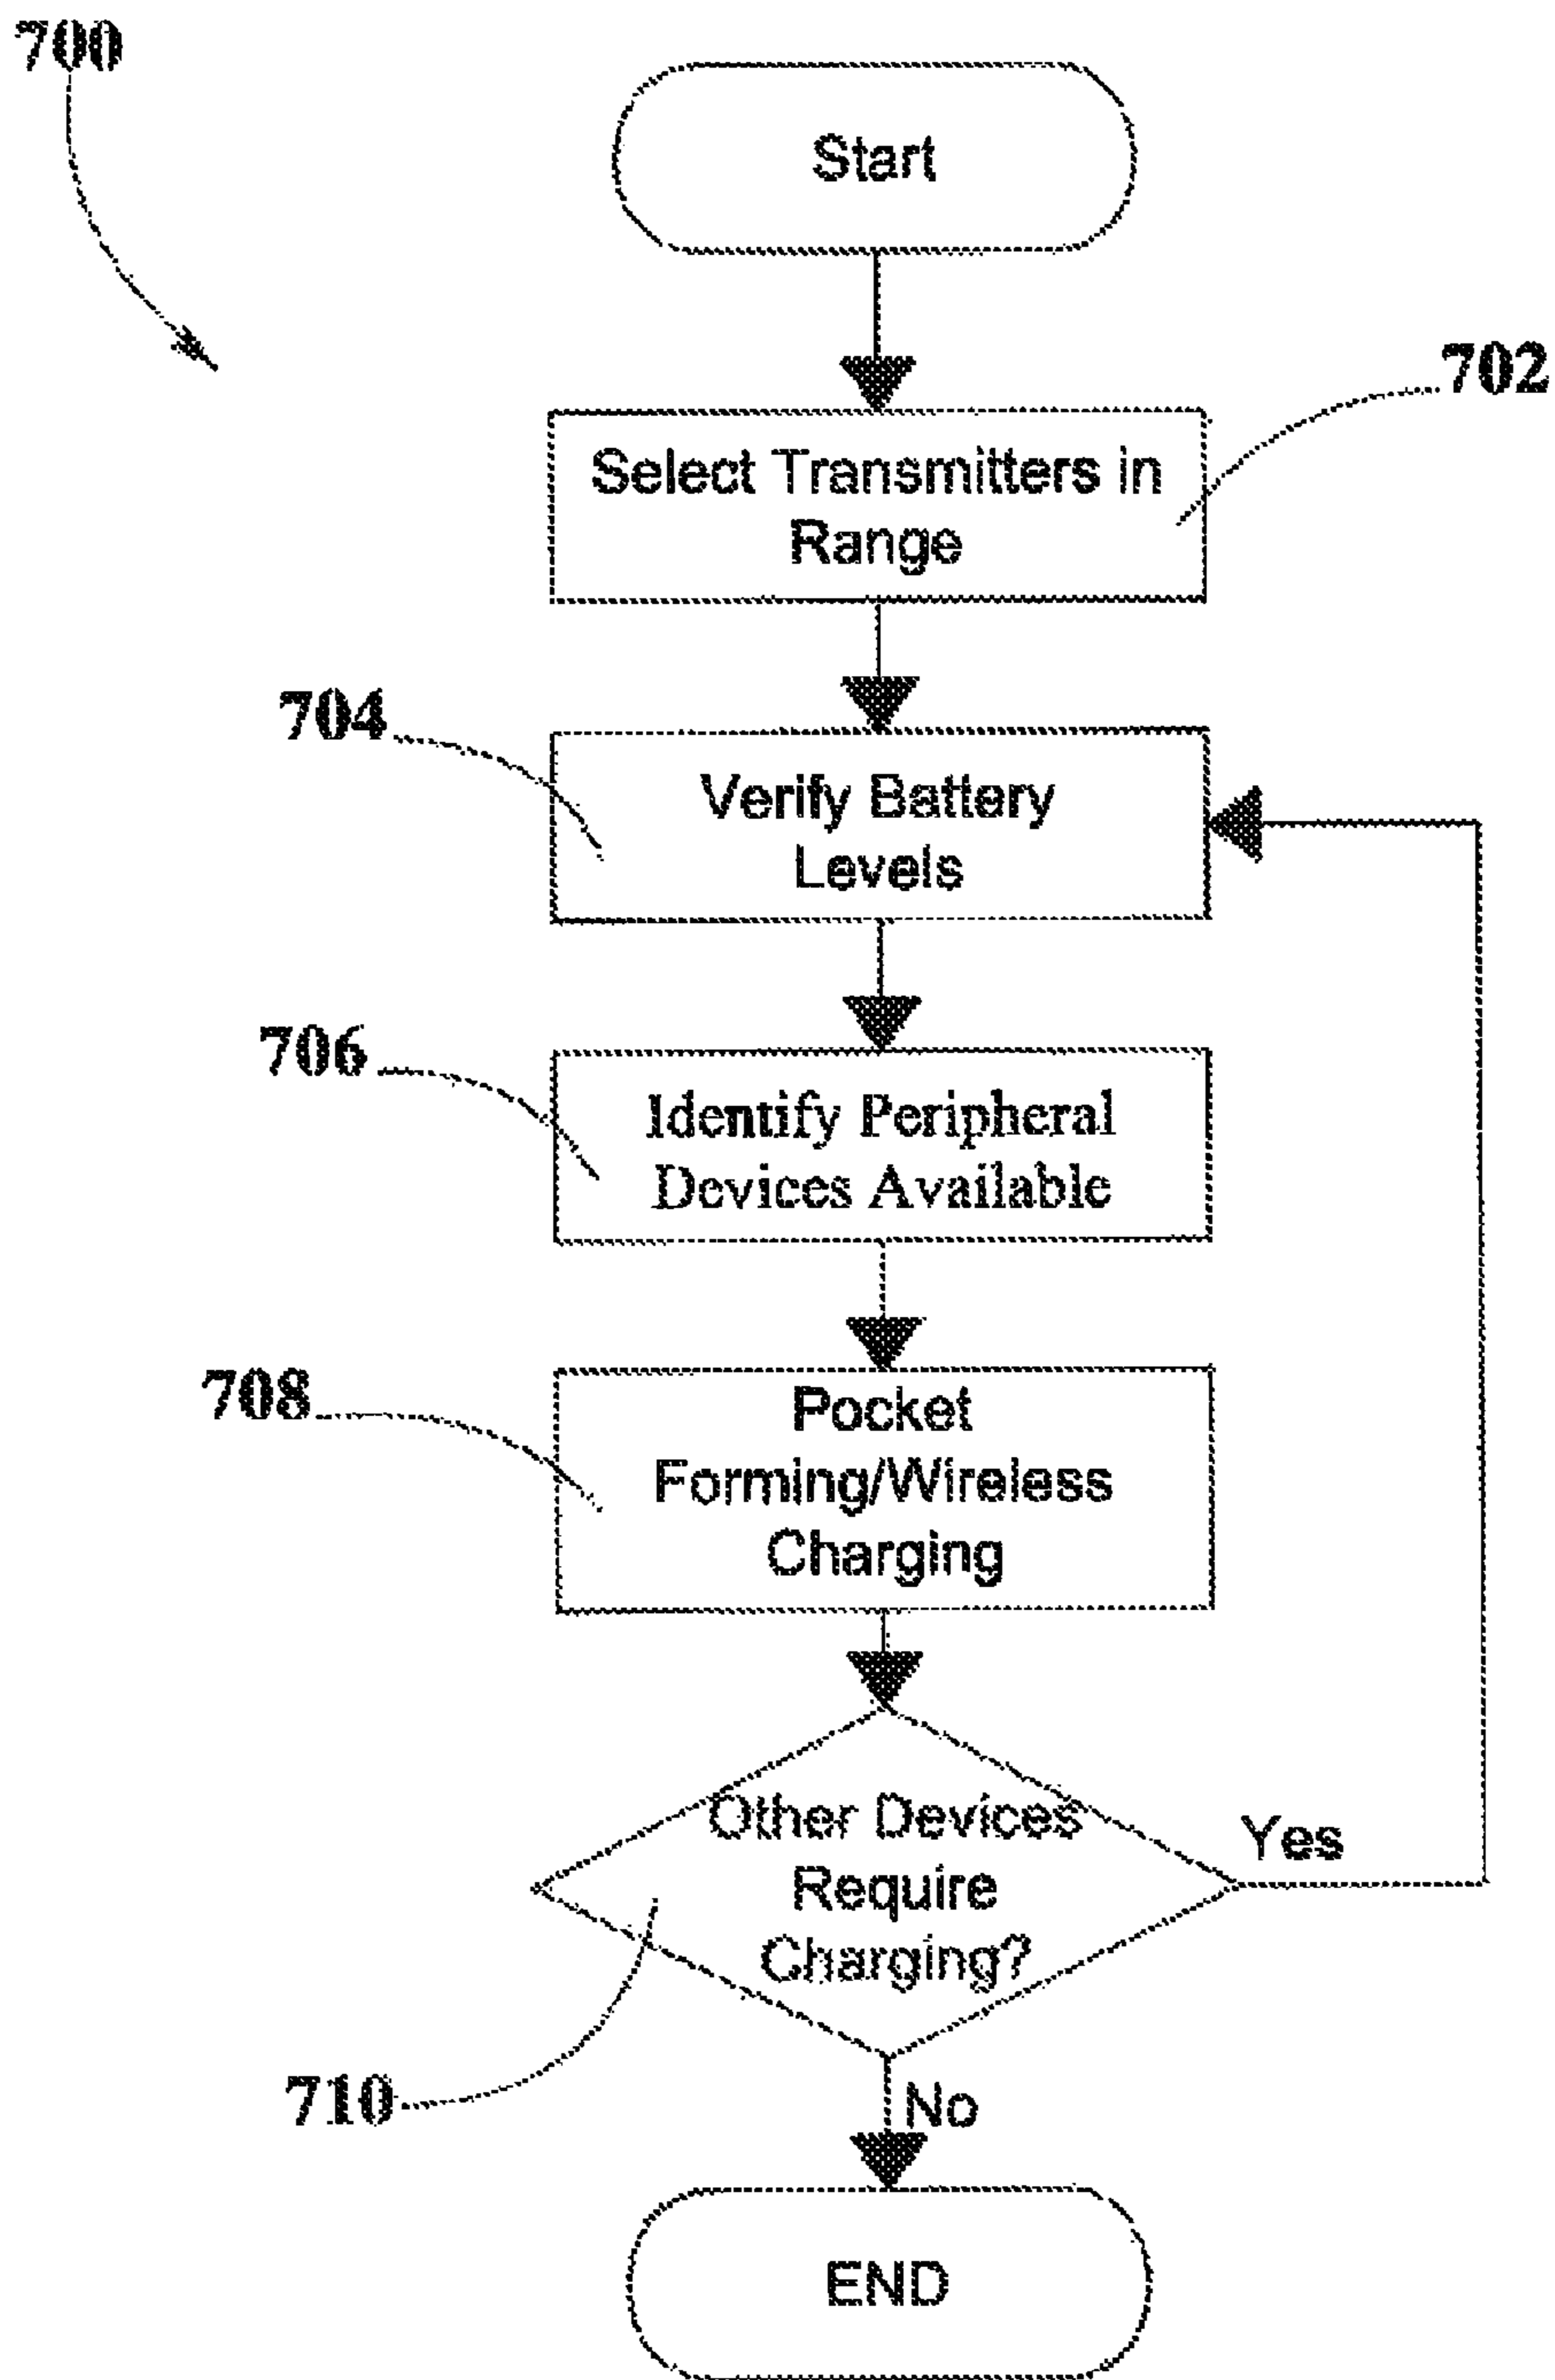 700
Start
702
Select Transmitters in
Range
704
Verify Battery
Levels
706
Identify Peripheral
Devices Available
708
Pocket
Forming/Wireless
Charging
Other Devices
Require
Charging?
Yes
710
No
END